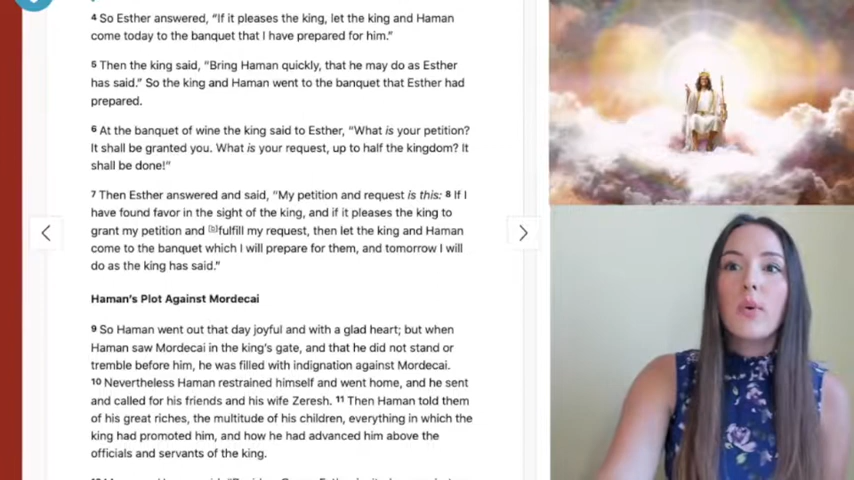 4 So Esther answered, “If it pleases the king, let the king and Haman
come today to the banquet that I have prepared for him.”
5 Then the king said, “Bring Haman quickly, that he may do as Esther
has said.” So the king and Haman went to the banquet that Esther had
prepared.
6 At the banquet of wine the king said to Esther, “What is your petition?
It shall be granted you. What is your request, up to half the kingdom? It
shall be done!”
7 Then Esther answered and said, “My petition and request is this: 8 If I
have found favor in the sight of the king, and if it pleases the king to
grant my petition and [b]fulfill my request, then let the king and Haman
come to the banquet which I will prepare for them, and tomorrow I will
do as the king has said.”
Haman’s Plot Against Mordecai
9 So Haman went out that day joyful and with a glad heart; but when
Haman saw Mordecai in the king’s gate, and that he did not stand or
tremble before him, he was filled with indignation against Mordecai.
10 Nevertheless Haman restrained himself and went home, and he sent
and called for his friends and his wife Zeresh. 11 Then Haman told them
of his great riches, the multitude of his children, everything in which the
king had promoted him, and how he had advanced him above the
officials and servants of the king.